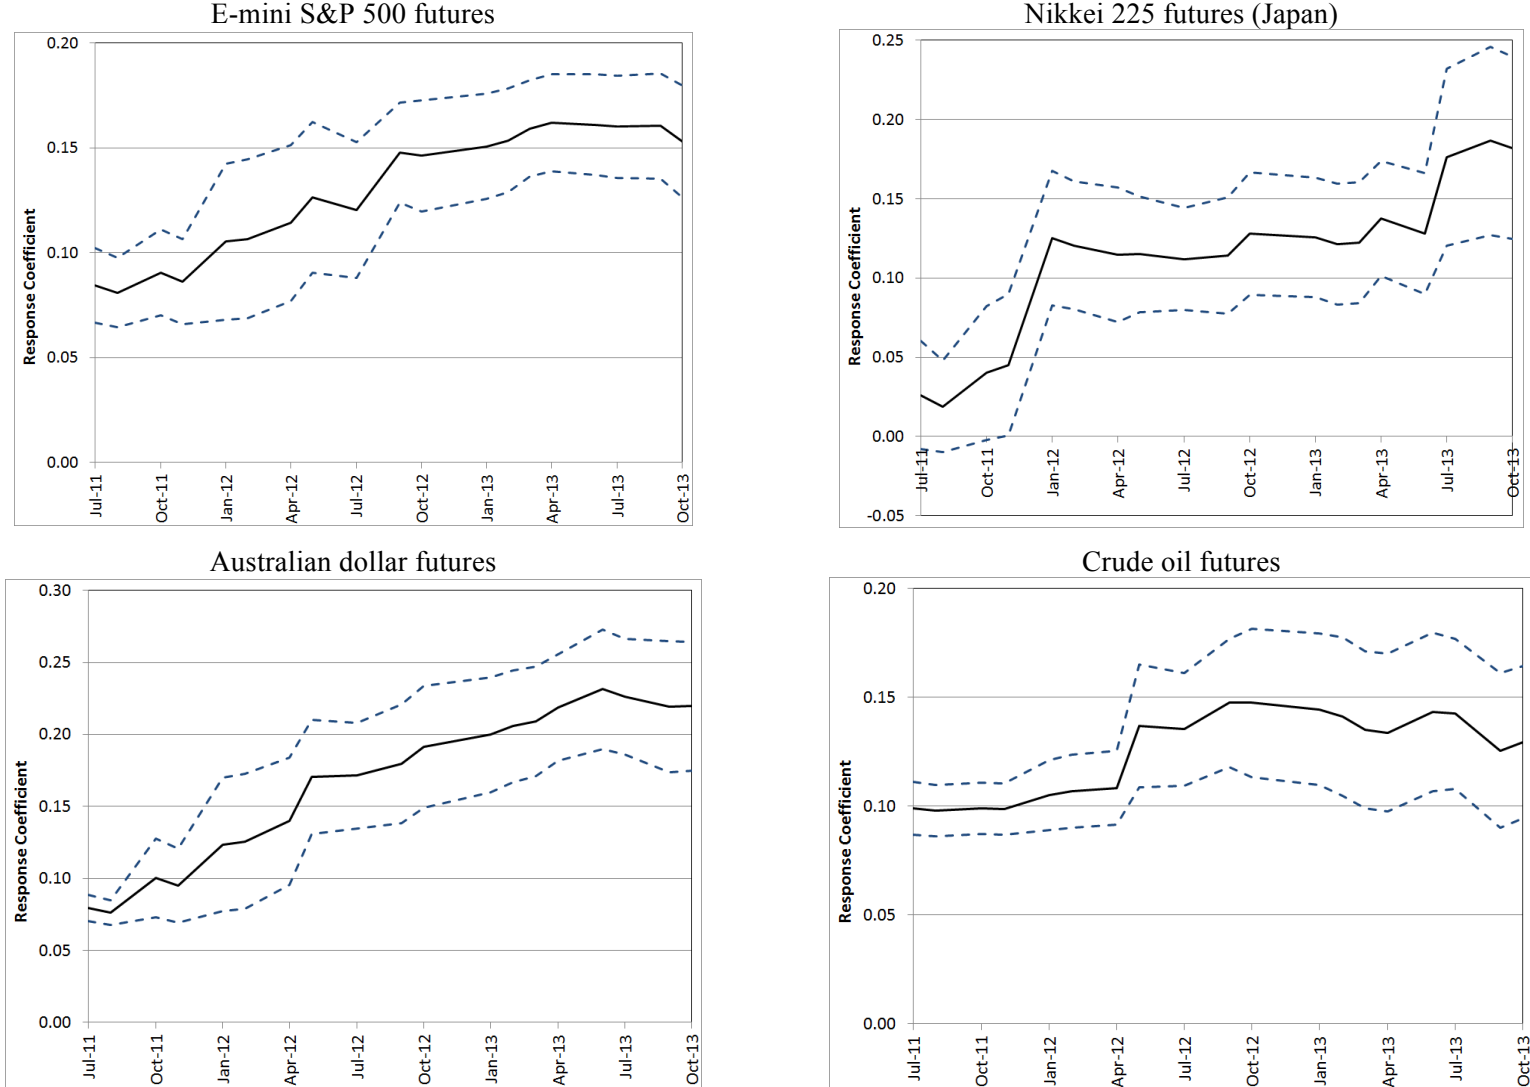 E-mini S&P 500 futures
Response Coefficient
0.20
0.15
0.10
0.05
0.00
Jul-11
Oct-11
Jan-12
Apr-12
Jul-12
Oct-12
Jan-13
Apr-13
Jul-13
Oct-13
Nikkei 225 futures (Japan)
Response Coefficient
0.25
0.20
0.15
0.10
0.05
0.00
-0.05
Jul-11
Oct-11
Jan-12
Apr-12
Jul-12
Oct-12
Jan-13
Apr-13
Jul-13
Oct-13
Australian dollar futures
Response Coefficient
0.30
0.25
0.20
0.15
0.10
0.05
0.00
Jul-11
Oct-11
Jan-12
Apr-12
Jul-12
Oct-12
Jan-13
Apr-13
Jul-13
Oct-13
Crude oil futures
Response Coefficient
0.20
0.15
0.10
0.05
0.00
Jul-11
Oct-11
Jan-12
Apr-12
Jul-12
Oct-12
Jan-13
Apr-13
Jul-13
Oct-13